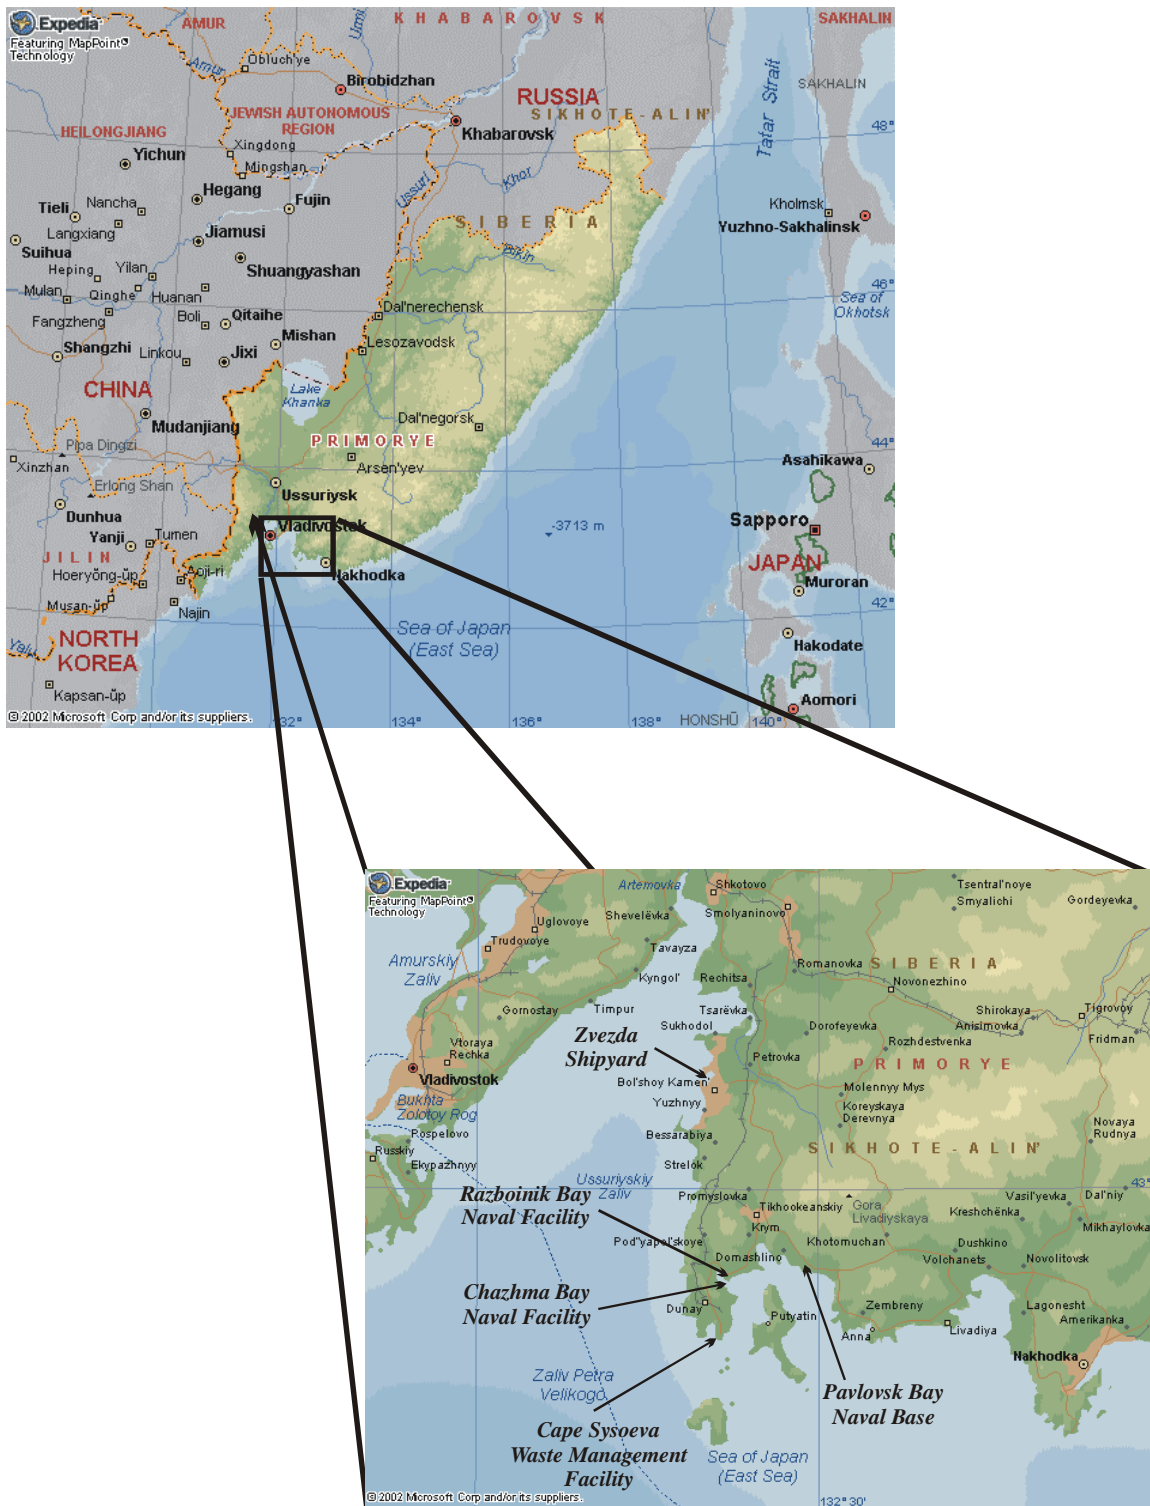 Expedia
Featuring MapPoint®
Technology
AMUR
KHABAROVSK
SAKHALIN
Amur
Obluch'ye
Birobidzhan
RUSSIA
SAKHALIN
Tatar Strait
JEWISH AUTONOMOUS
REGION
SIKHOTE-ALIN'
HEILONGJIANG
Khabarovsk
48°
Yichun
Xingdong
Mingshan
Khor
Ussuri
Hegang
Fujin
Nancha
Tieli
Langxiang
SIBERIA
Kholmsk
Yuzhno-Sakhalinsk
Jiamusi
Suihua
Bikin
Shuangyashan
Heping
Yilan
Mulan
Qinghe
Huanan
46°
Sea of
Okhotsk
Dal'nerechensk
Fangzheng
Boli
Qitaihe
Mishan
Shangzhi
Linkou
Jixi
Lesozavodsk
CHINA
Lake
Khanka
Mudanjiang
Dal'negorsk
PRIMORYE
Pipa Dingzi
44°
Xinzhan
Arsen'yev
Asahikawa
Erlong Shan
Ussuriysk
Dunhua
Yanji
Tumen
Vladivostok
-3713 m
Sapporo
JILIN
Hoeryŏng-ŭp
Aoji-ri
Nakhodka
JAPAN
Muroran
Musan-ŭp
Najin
42°
NORTH
KOREA
Yalu
Sea of Japan
(East Sea)
Hakodate
Kapsan-ŭp
Aomori
© 2002 Microsoft Corp and/or its suppliers.
132°
134°
136°
138°
HONSHŪ
140°
Expedia
Featuring MapPoint®
Technology
Artemovka
Shkotovo
Tsentral'noye
Smyalichi
Gordeyevka
Uglovoye
Shevelëvka
Smolyaninovo
Trudovoye
Tavayza
Amurskiy
Zaliv
Kyngol'
Rechitsa
Romanovka
SIBERIA
Novonezhino
Gornostay
Timpur
Tsarëvka
Sukhodol
Dorofeyevka
Shirokaya
Anisimovka
Tigrovoy
Fridman
Zvezda
Shipyard
Vtoraya
Rechka
Rozhdestvenka
Petrovka
PRIMORYE
Vladivostok
Bol'shoy Kamen'
Molennyy Mys
Bukhta
Zolotoy Rog
Yuzhnyy
Koreyskaya
Derevnya
Rospelovo
Bessarabiya
Novaya
Rudnya
SIKHOTE-ALIN'
Russkiy
Ekypazhnyy
Strelok
Ussuriyskiy
Zaliv
43°
Razboinik Bay
Naval Facility
Promyslovka
Tikhookeanskiy
Gora
Livadiyskaya
Vasil'yevka
Dal'niy
Kreshchënka
Mikhaylovka
Krym
Pod"yapol'skoye
Khotomuchan
Dushkino
Domashlino
Volchanets
Novolitovsk
Chazhma Bay
Naval Facility
Dunay
Putyatin
Zembreny
Lagonesht
Amerikanka
Anna
Livadiya
Nakhodka
Zaliv Petra
Velikogo
Pavlovsk Bay
Naval Base
Cape Sysoeva
Waste Management
Facility
Sea of Japan
(East Sea)
© 2002 Microsoft Corp and/or its suppliers.
132° 30'